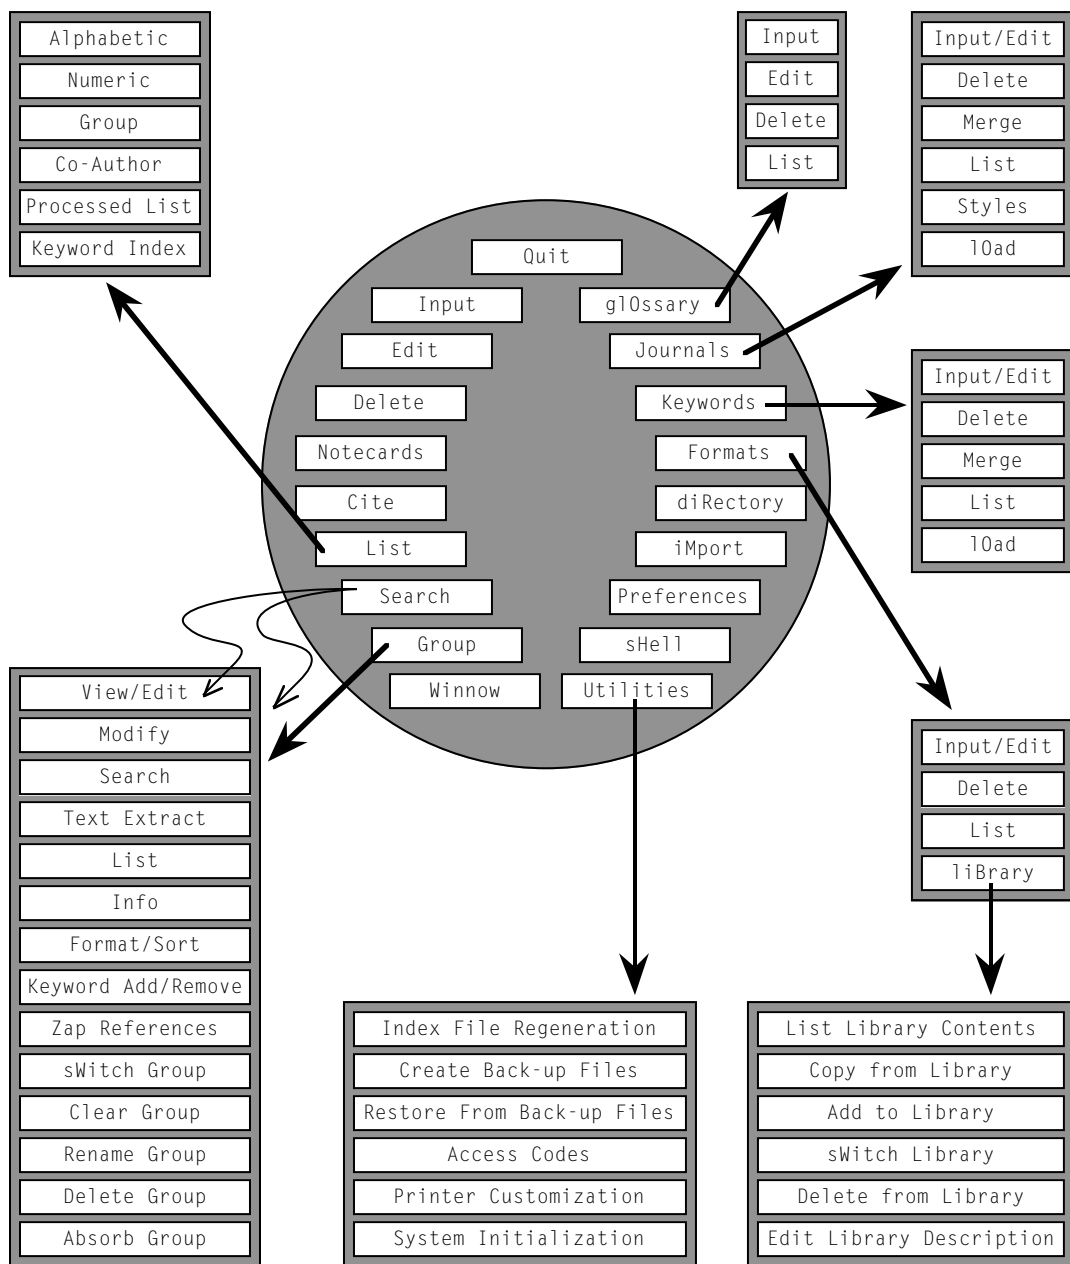 Alphabetic
Numeric
Group
Co-Author
Processed List
Keyword Index
Input
Edit
Delete
List
Input/Edit
Delete
Merge
List
Styles
lOad
Quit
Input
Edit
Delete
Notecards
Cite
List
Search
Group
Winnow
glOssary
Journals
Keywords
Formats
diRectory
iMport
Preferences
sHell
Utilities
Input/Edit
Delete
Merge
List
lOad
View/Edit
Modify
Search
Text Extract
List
Info
Format/Sort
Keyword Add/Remove
Zap References
sWitch Group
Clear Group
Rename Group
Delete Group
Absorb Group
Input/Edit
Delete
List
liBrary
Index File Regeneration
Create Back-up Files
Restore From Back-up Files
Access Codes
Printer Customization
System Initialization
List Library Contents
Copy from Library
Add to Library
sWitch Library
Delete from Library
Edit Library Description